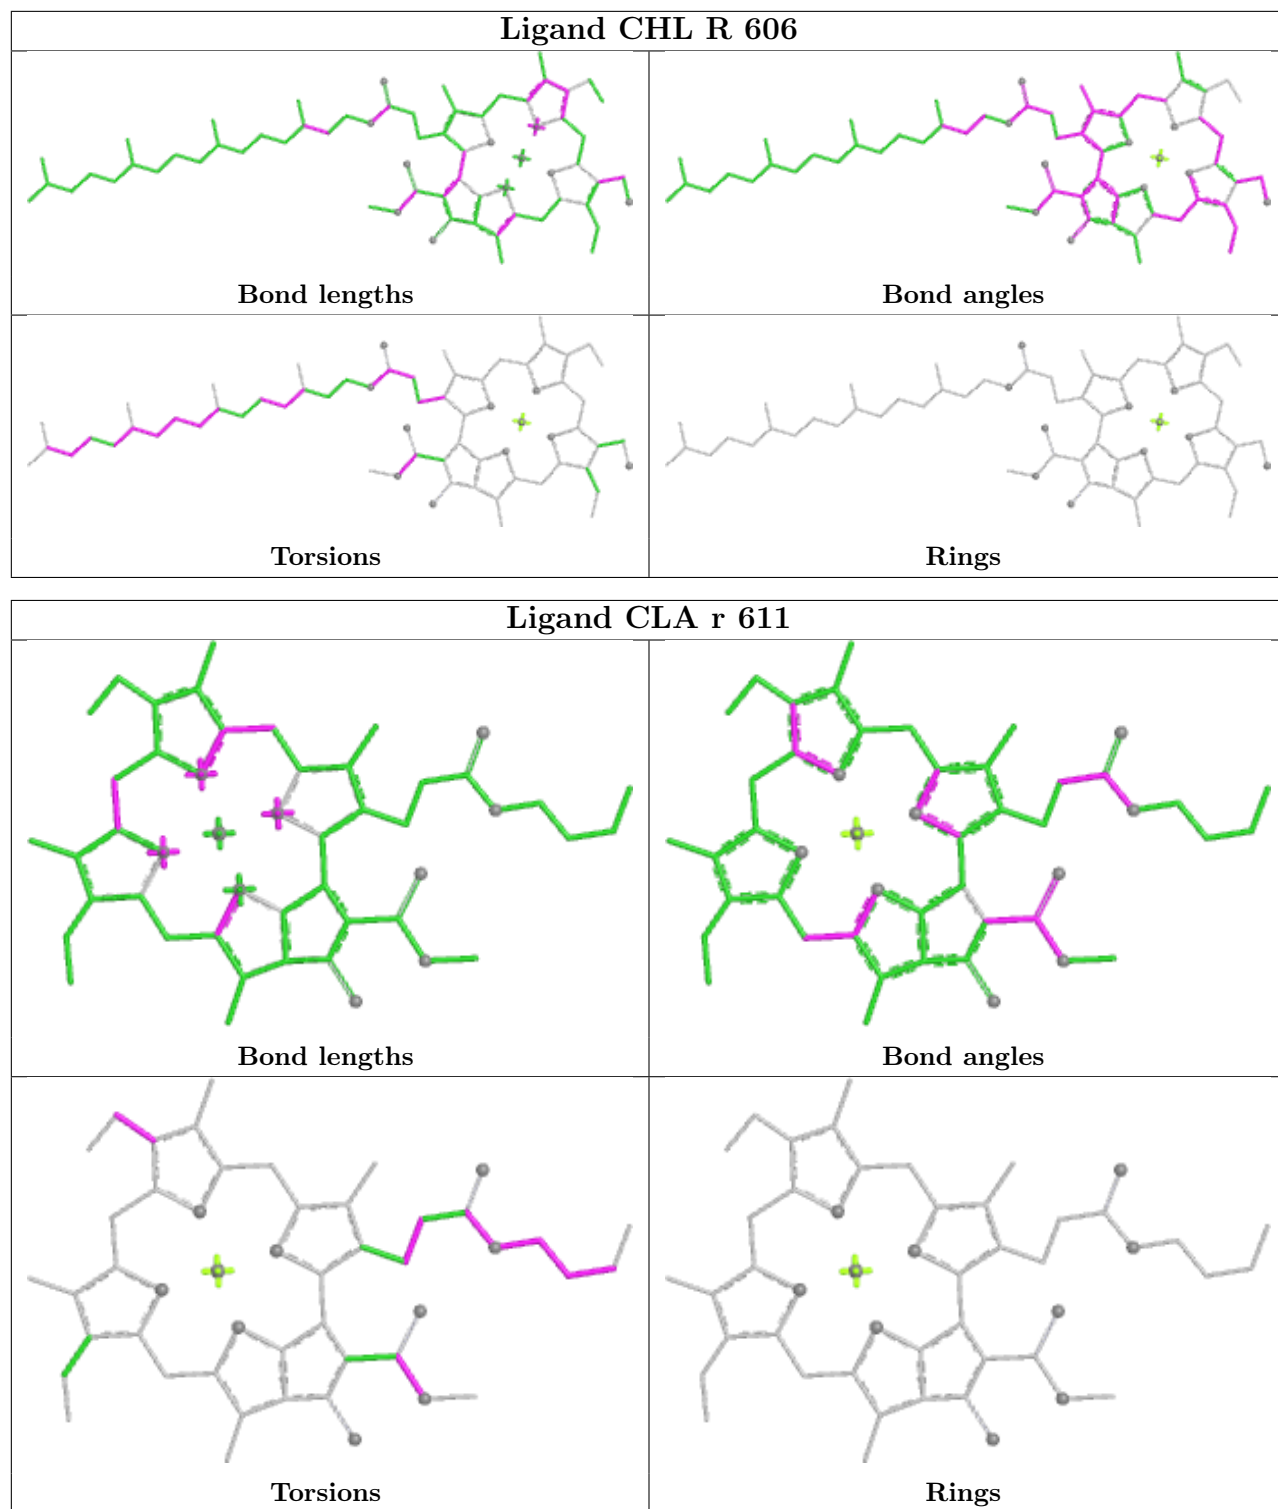 Ligand CHL R 606
Bond lengths
Bond angles
Torsions
Rings
Ligand CLA r 611
Bond lengths
Bond angles
Torsions
Rings